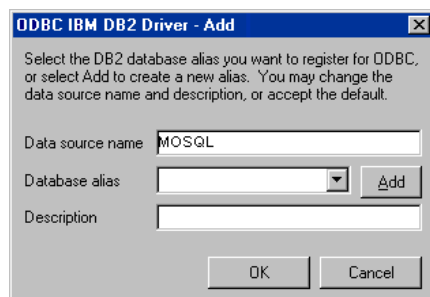 ODBC IBM DB2 Driver - Add
Select the DB2 database alias you want to register for ODBC,
or select Add to create a new alias. You may change the
data source name and description, or accept the default.
Data source name MOSQL
Database alias Add
Description
OK Cancel